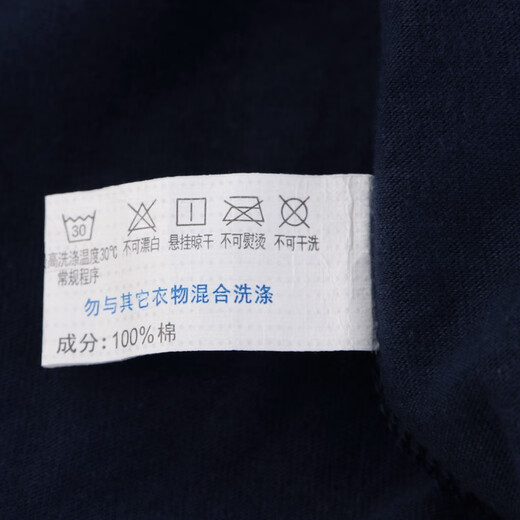 30
高洗涤温度30℃ 不可漂白 悬挂晾干 不可熨烫 不可干洗
常规程序
勿与其它衣物混合洗涤
成分:100%棉